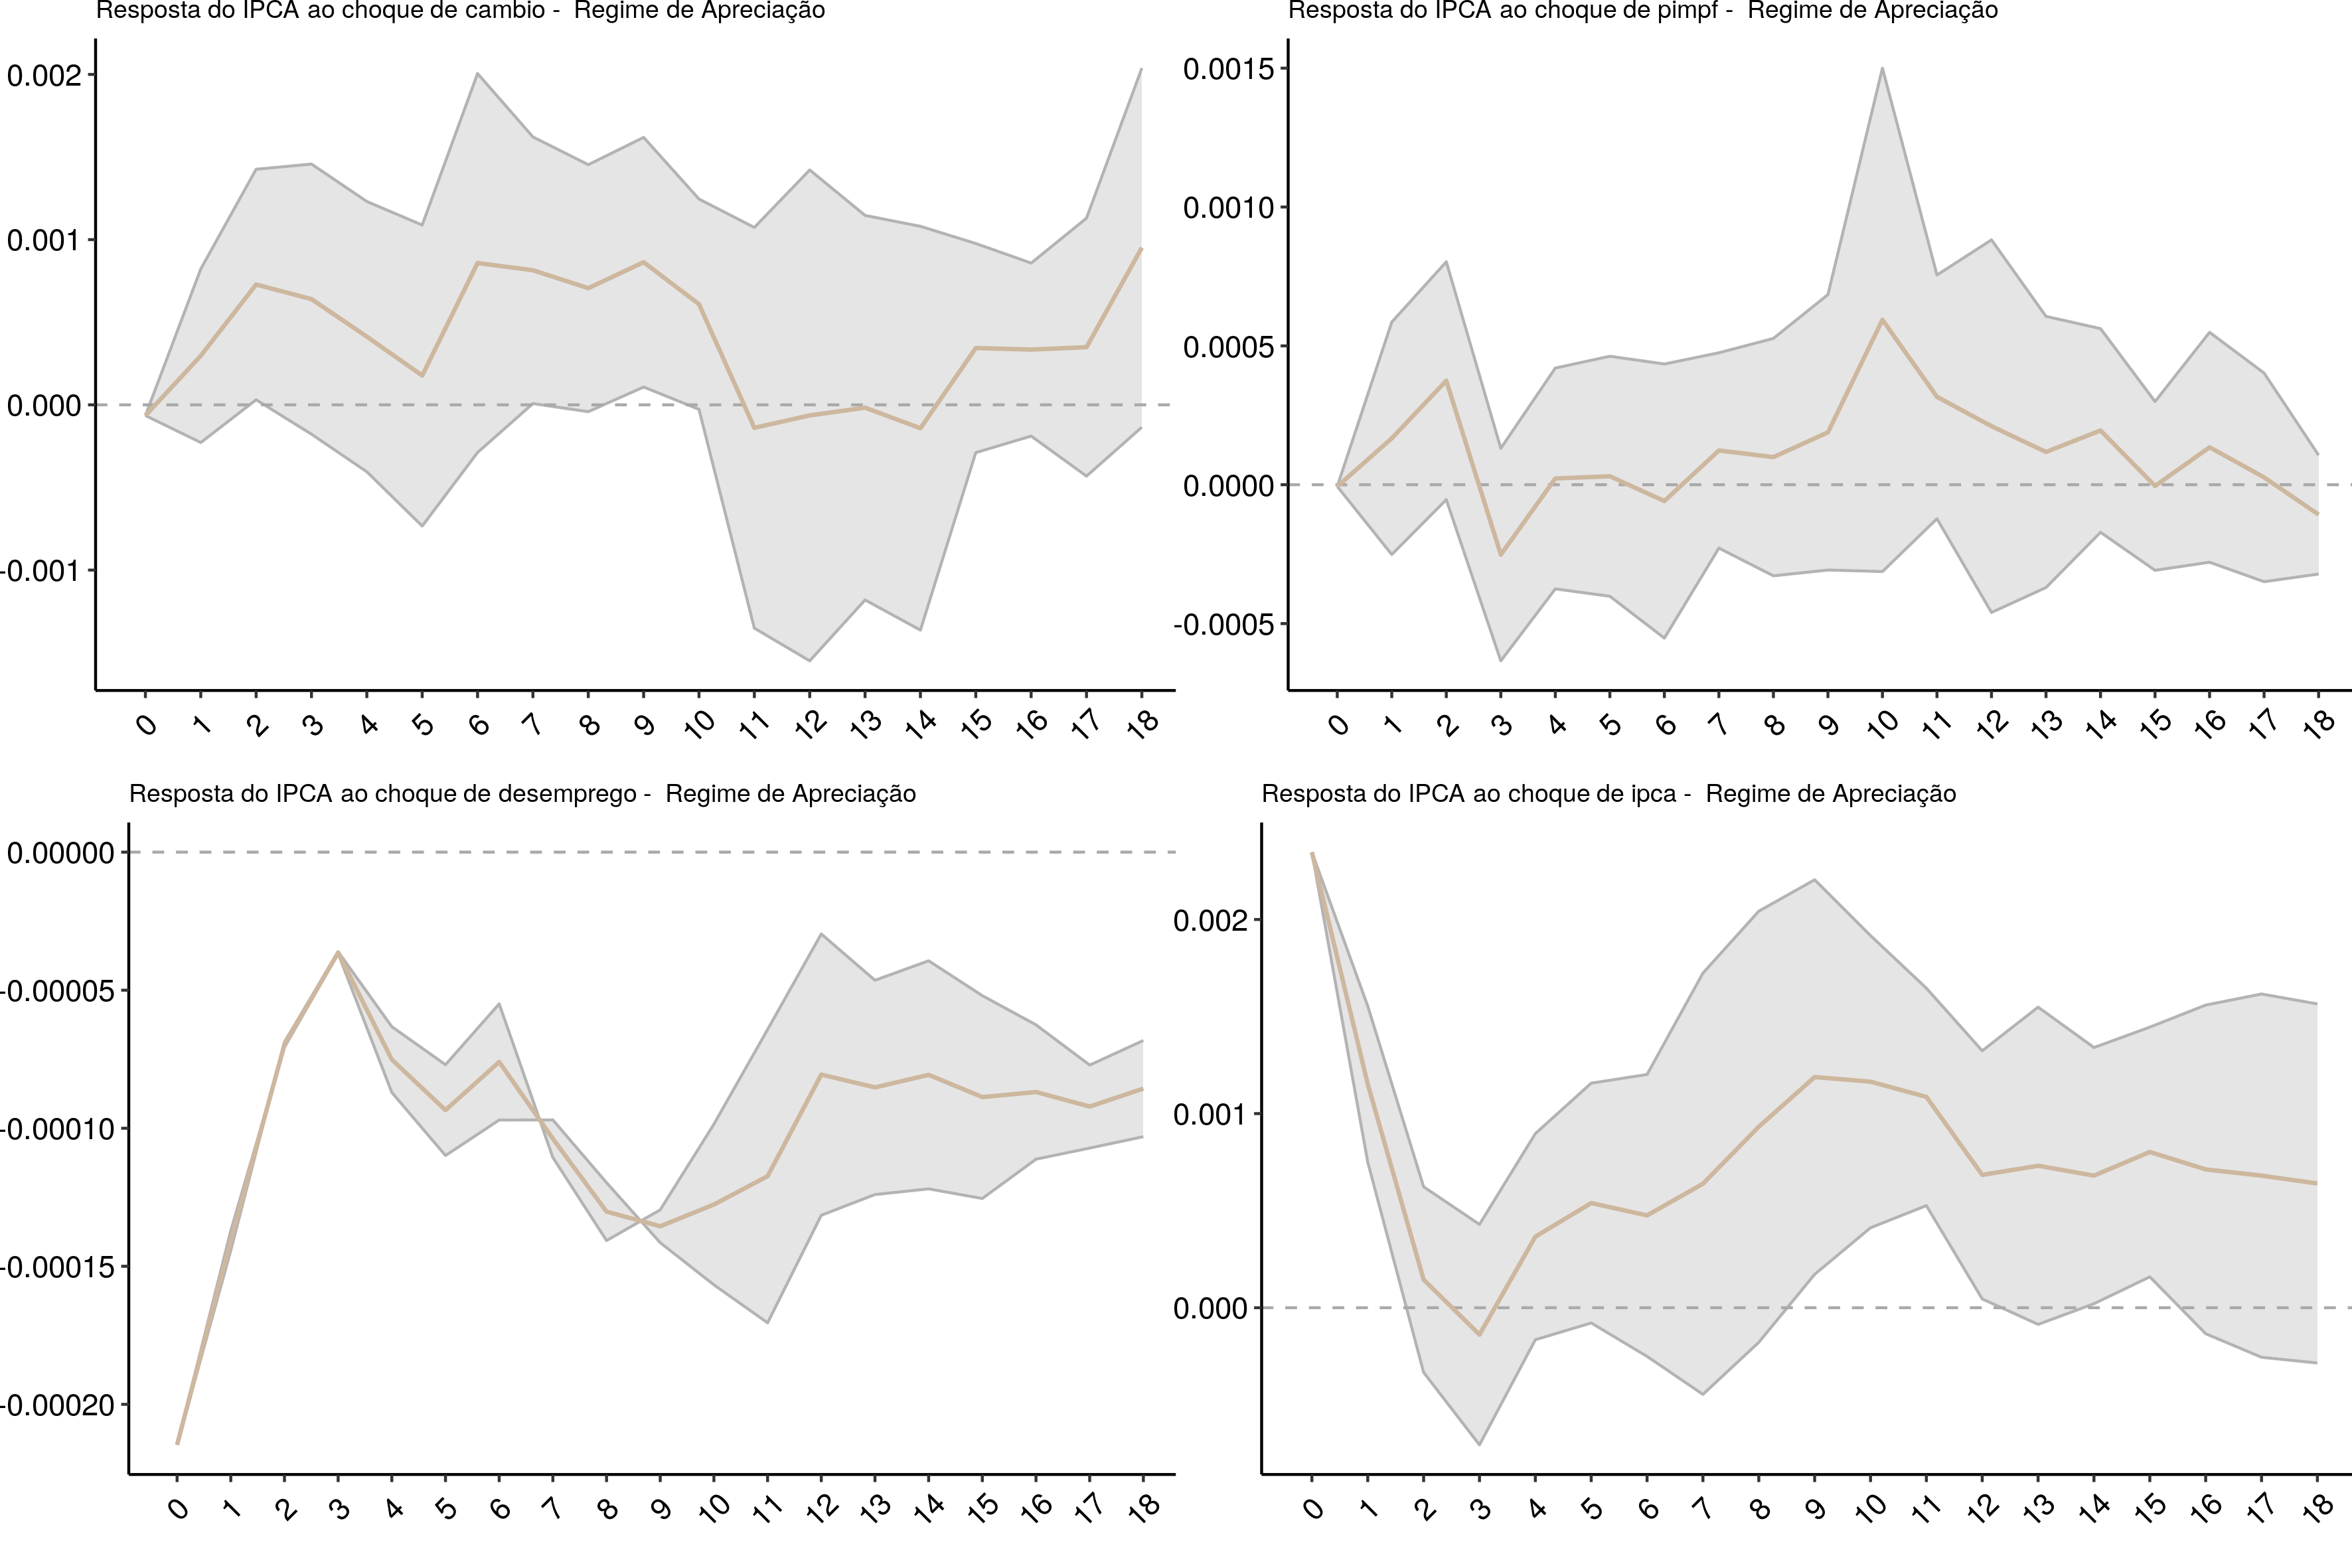 Resposta do IPCA ao choque de cambio -  Regime de Apreciação
0.002
0.001
0.000
-0.001
0 1 2 3 4 5 6 7 8 9 10 11 12 13 14 15 16 17 18
Resposta do IPCA ao choque de pimpf -  Regime de Apreciação
0.0015
0.0010
0.0005
0.0000
-0.0005
0 1 2 3 4 5 6 7 8 9 10 11 12 13 14 15 16 17 18
Resposta do IPCA ao choque de desemprego -  Regime de Apreciação
0.00000
-0.00005
-0.00010
-0.00015
-0.00020
0 1 2 3 4 5 6 7 8 9 10 11 12 13 14 15 16 17 18
Resposta do IPCA ao choque de ipca -  Regime de Apreciação
0.002
0.001
0.000
0 1 2 3 4 5 6 7 8 9 10 11 12 13 14 15 16 17 18